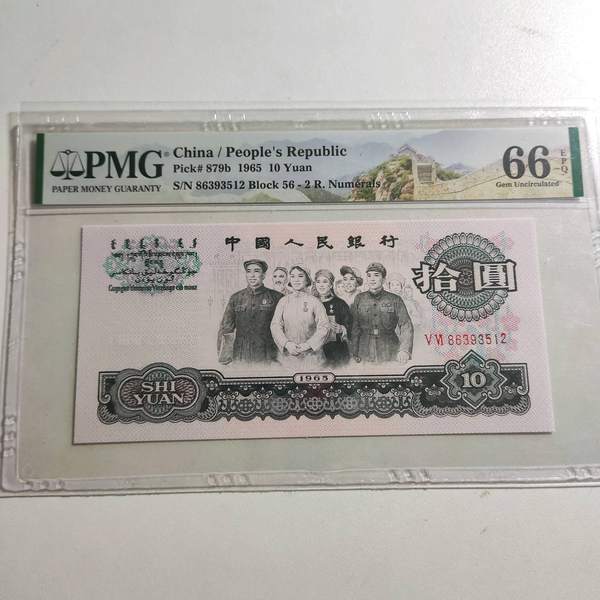 PMG
PAPER MONEY GUARANTY
China / People's Republic
Pick# 879b 1965 10 Yuan
S/N 86393512 Block 56 - 2 R. Numerals
66 EPQ
Gem Uncirculated
中國人民銀行
拾圓
VVI 86393512
1965
SHI
YUAN
10